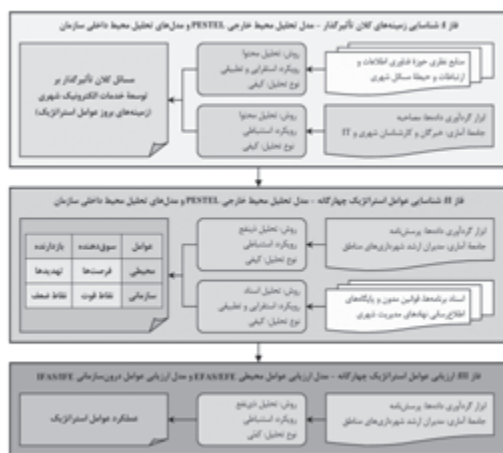 فاز I: شناسایی زمینه‌های کلان تأثیرگذار – مدل تحلیل محیط خارجی PESTEL و مدل‌های تحلیل محیط داخلی سازمان
منابع نظری حوزهٔ فناوری اطلاعات و
ارتباطات و حیطهٔ مسائل شهری
روش: تحلیل محتوا
رویکرد: استقرایی و تطبیقی
نوع تحلیل: کیفی
ابزار گردآوری داده‌ها: مصاحبه
جامعهٔ آماری: خبرگان و کارشناسان شهری و IT
روش: تحلیل محتوا
رویکرد: استنباطی
نوع تحلیل: کیفی
مسائل کلان تأثیرگذار بر
توسعهٔ خدمات الکترونیک شهری
(زمینه‌های بروز عوامل استراتژیک)
فاز II: شناسایی عوامل استراتژیک چهارگانه – مدل تحلیل محیط خارجی PESTEL و مدل‌های تحلیل محیط داخلی سازمان
ابزار گردآوری داده‌ها: پرسش‌نامه
جامعهٔ آماری: مدیران ارشد شهرداری‌های مناطق
روش: تحلیل ذی‌نفع
رویکرد: استنباطی
نوع تحلیل: کیفی
اسناد برنامه‌ها، قوانین مدون و پایگاه‌های
اطلاع‌رسانی نهادهای مدیریت شهری
روش: تحلیل اسناد
رویکرد: استقرایی و تطبیقی
نوع تحلیل: کیفی
عوامل سوق‌دهنده بازدارنده
محیطی فرصت‌ها تهدیدها
سازمانی نقاط قوت نقاط ضعف
فاز III: ارزیابی عوامل استراتژیک چهارگانه – مدل ارزیابی عوامل محیطی EFAS/EFE و مدل ارزیابی عوامل درون‌سازمانی IFAS/IFE
ابزار گردآوری داده‌ها: پرسش‌نامه
جامعهٔ آماری: مدیران ارشد شهرداری‌های مناطق
روش: تحلیل ذی‌نفع
رویکرد: استنباطی
نوع تحلیل: کمّی
عملکرد عوامل استراتژیک